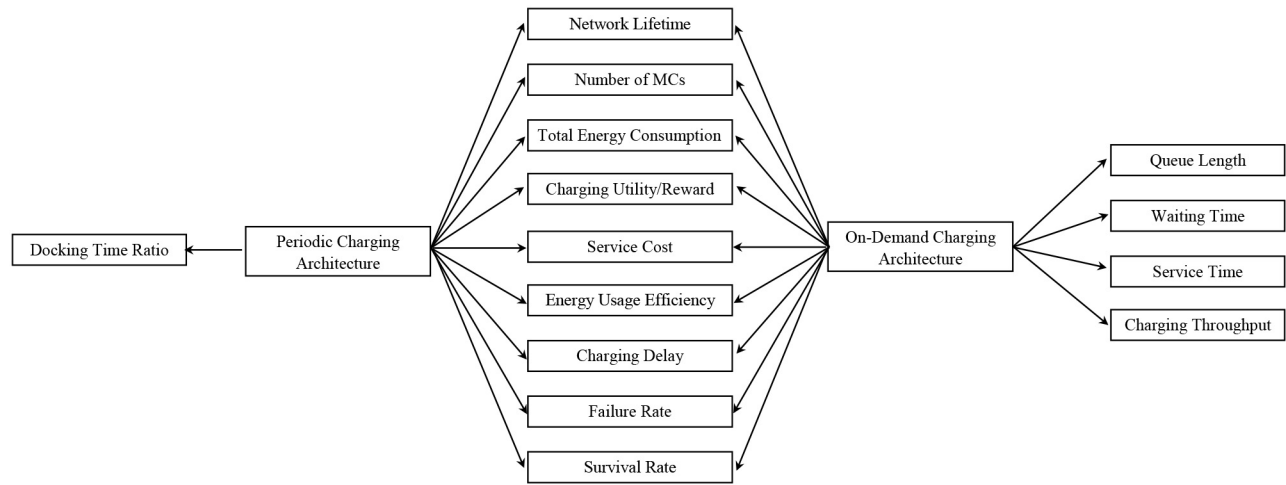 Network Lifetime
Number of MCs
Total Energy Consumption
Charging Utility/Reward
Service Cost
Energy Usage Efficiency
Charging Delay
Failure Rate
Survival Rate
Docking Time Ratio
Periodic Charging
Architecture
On-Demand Charging
Architecture
Queue Length
Waiting Time
Service Time
Charging Throughput